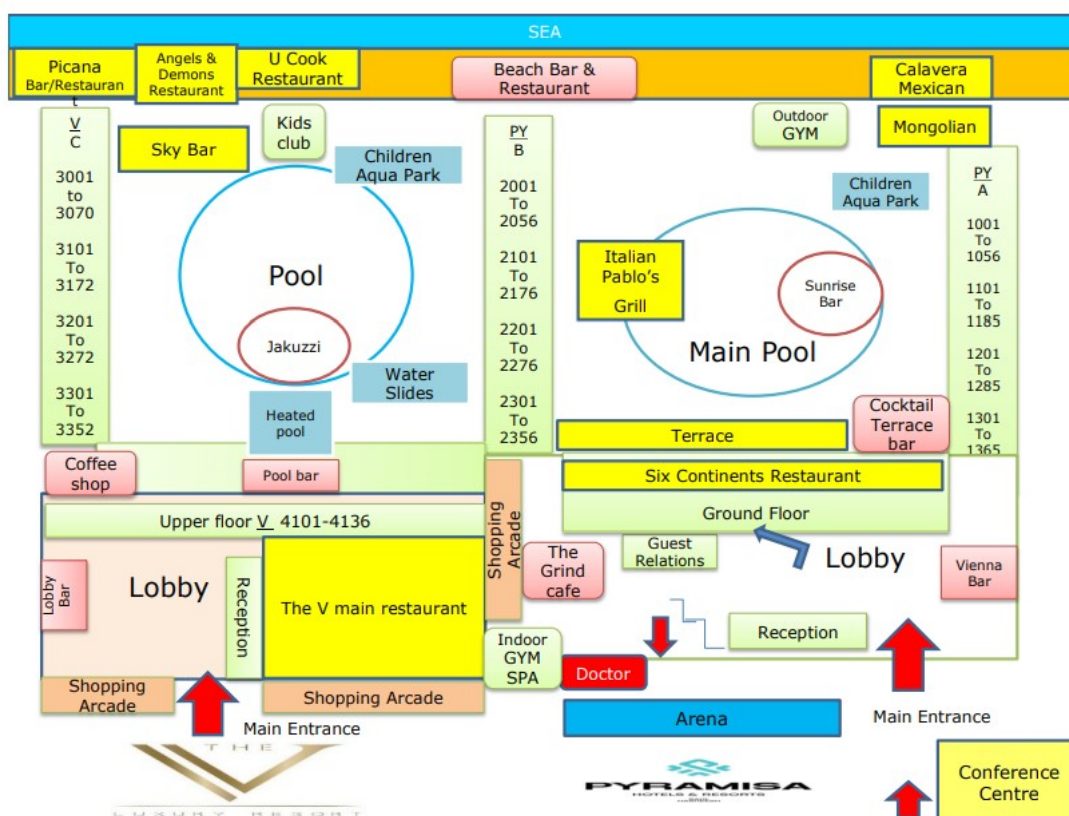 SEA
Picana
Bar/Restauran
t
Angels &
Demons
Restaurant
U Cook
Restaurant
Beach Bar &
Restaurant
Calavera
Mexican
Mongolian
Outdoor
GYM
Kids
club
Sky Bar
Children
Aqua Park
Children
Aqua Park
V
C
3001
to
3070
3101
To
3172
3201
To
3272
3301
To
3352
Pool
Jakuzzi
Water
Slides
Heated
pool
PY
B
2001
To
2056
2101
To
2176
2201
To
2276
2301
To
2356
Italian
Pablo's
Grill
Sunrise
Bar
Main Pool
PY
A
1001
To
1056
1101
To
1185
1201
To
1285
1301
To
1365
Cocktail
Terrace
bar
Terrace
Coffee
shop
Pool bar
Six Continents Restaurant
Ground Floor
Upper floor V 4101-4136
Shopping
Arcade
Guest
Relations
Lobby
The
Grind
cafe
Vienna
Bar
Lobby
Bar
Lobby
Reception
The V main restaurant
Reception
Indoor
GYM
SPA
Doctor
Shopping
Arcade
Shopping Arcade
Main Entrance
Arena
Main Entrance
THE
V
LUXURY RESORT
PYRAMISA
HOTELS & RESORTS
Conference
Centre